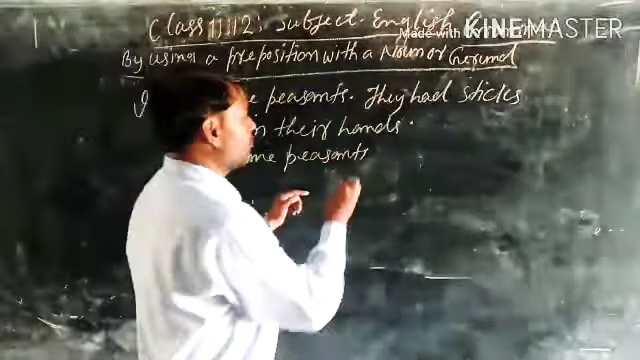 Class 11/12: Subject- English
Made with KINEMASTER
By using a preposition with a Noun or Gerund
I peasants. They had sticks
their hands.
me peasants